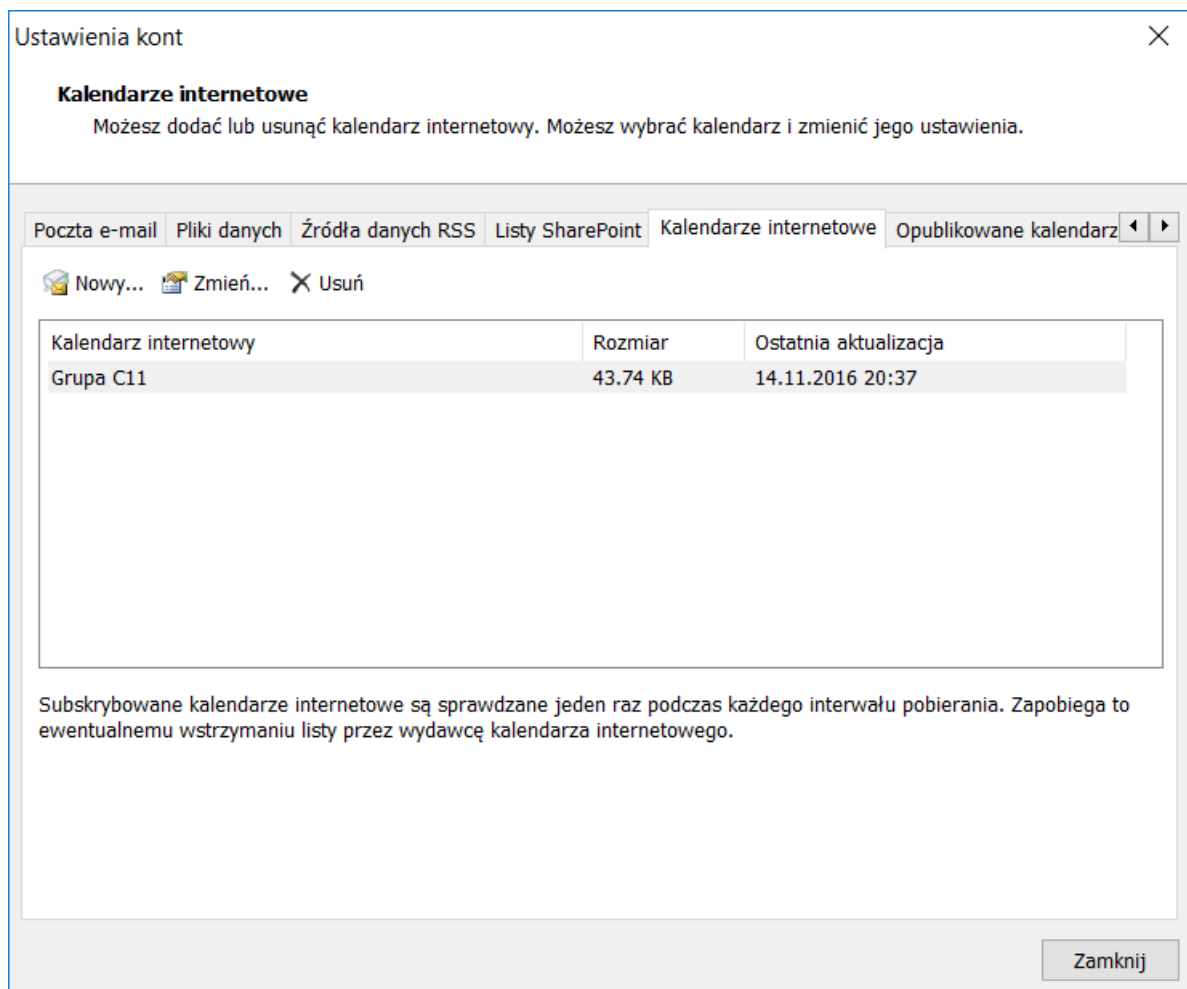 Ustawienia kont
Kalendarze internetowe
Możesz dodać lub usunąć kalendarz internetowy. Możesz wybrać kalendarz i zmienić jego ustawienia.
Poczta e-mail Pliki danych Źródła danych RSS Listy SharePoint Kalendarze internetowe Opublikowane kalendarz
Nowy... Zmień... Usuń
Kalendarz internetowy Rozmiar Ostatnia aktualizacja
Grupa C11 43.74 KB 14.11.2016 20:37
Subskrybowane kalendarze internetowe są sprawdzane jeden raz podczas każdego interwału pobierania. Zapobiega to
ewentualnemu wstrzymaniu listy przez wydawcę kalendarza internetowego.
Zamknij